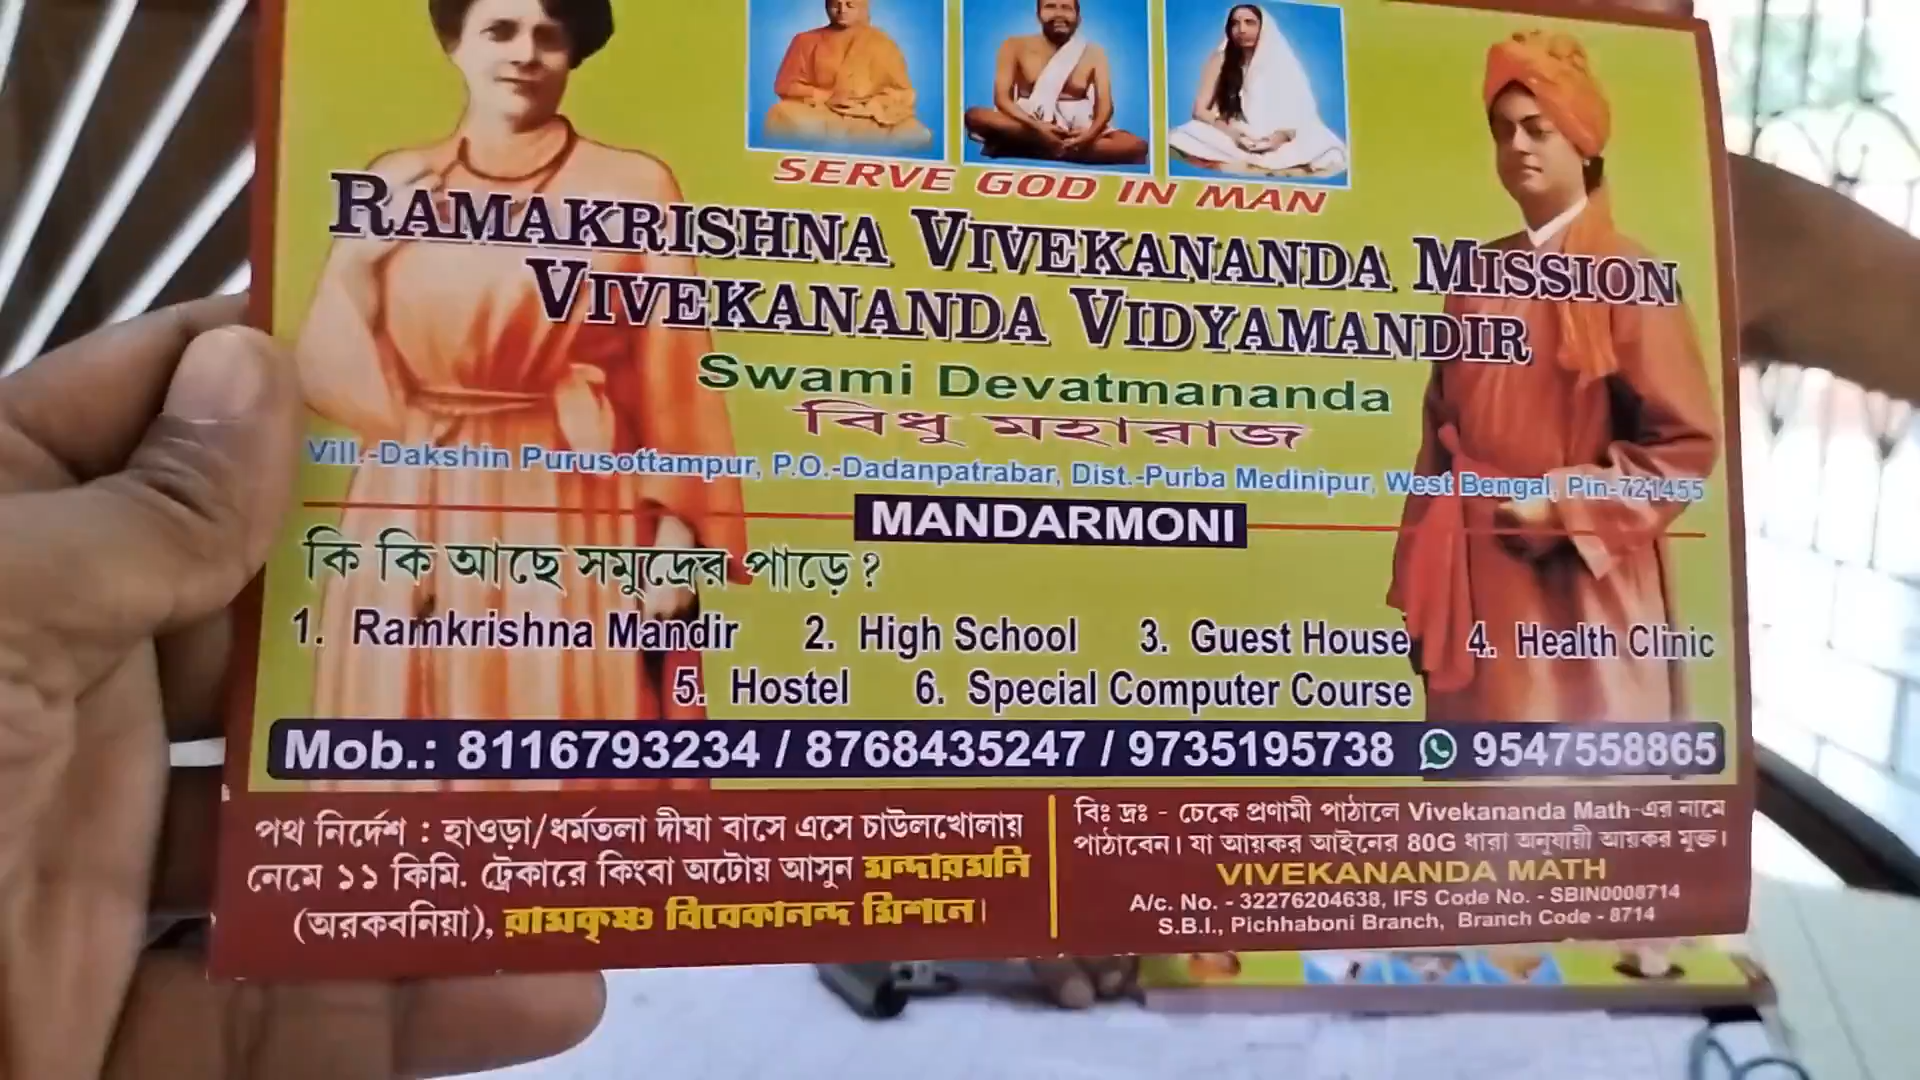 SERVE GOD IN MAN
RAMAKRISHNA VIVEKANANDA MISSION
VIVEKANANDA VIDYAMANDIR
Swami Devatmananda
বিধু মহারাজ
Vill.-Dakshin Purusottampur, P.O.-Dadanpatrabar, Dist.-Purba Medinipur, West Bengal, Pin-721455
MANDARMONI
কি কি আছে সমুদ্রের পাড়ে ?
1. Ramkrishna Mandir 2. High School 3. Guest House 4. Health Clinic
5. Hostel 6. Special Computer Course
Mob.: 8116793234 / 8768435247 / 9735195738 9547558865
পথ নির্দেশ : হাওড়া/ধর্মতলা দীঘা বাসে এসে চাউলখোলায়
নেমে ১১ কিমি. ট্রেকারে কিংবা অটোয় আসুন মন্দারমনি
(অরকবনিয়া), রামকৃষ্ণ বিবেকানন্দ মিশনে।
বিঃ দ্রঃ - চেকে প্রণামী পাঠালে Vivekananda Math-এর নামে
পাঠাবেন। যা আয়কর আইনের 80G ধারা অনুযায়ী আয়কর মুক্ত।
VIVEKANANDA MATH
A/c. No. - 32276204638, IFS Code No. - SBIN0008714
S.B.I., Pichhaboni Branch, Branch Code - 8714